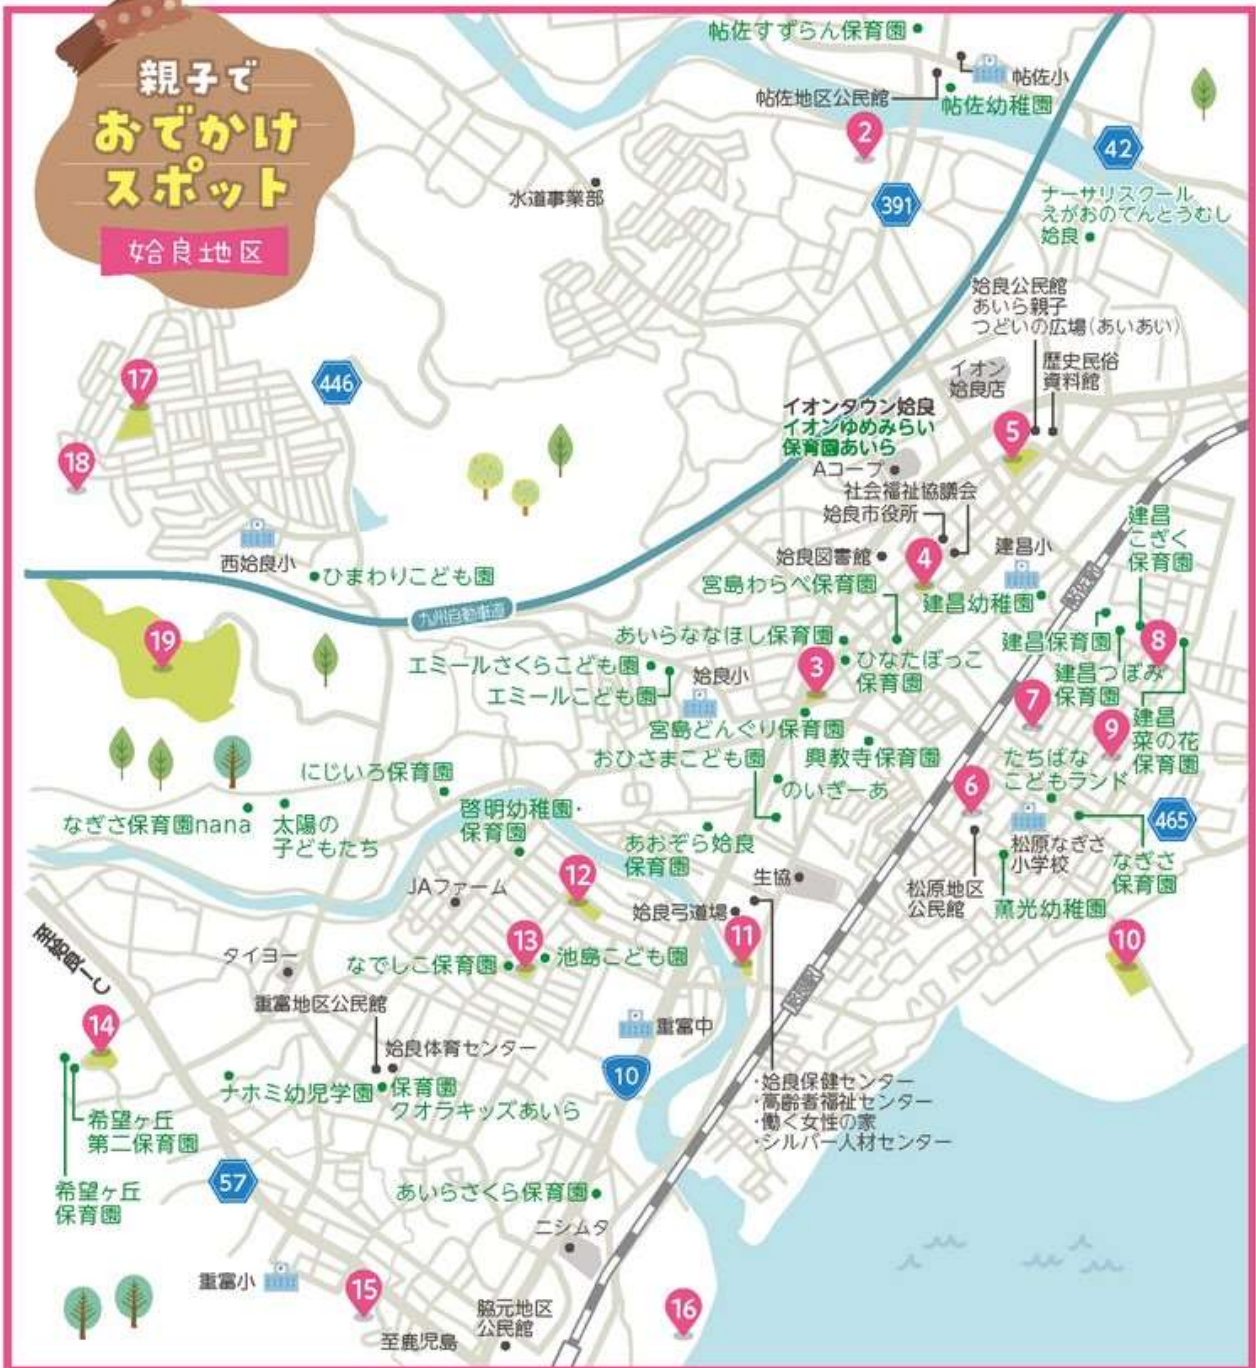 親子で
おでかけ
スポット
姶良地区
帖佐すずらん保育園
帖佐小
帖佐地区公民館
帖佐幼稚園
2
42
水道事業部
391
ナーサリスクール
えがおのてんとうむし
姶良
姶良公民館
あいら親子
つどいの広場(あいあい)
イオン
姶良店
歴史民俗
資料館
17
446
イオンタウン姶良
イオンゆめみらい
保育園あいら
5
18
Aコープ
社会福祉協議会
姶良市役所
建昌
こぎく
保育園
西姶良小
姶良図書館
4
建昌小
ひまわりこども園
宮島わらべ保育園
建昌幼稚園
九州自動車道
19
あいらななほし保育園
建昌保育園
8
エミールさくらこども園
姶良小
3
ひなたぼっこ
保育園
建昌つぼみ
保育園
エミールこども園
7
宮島どんぐり保育園
9
建昌
菜の花
保育園
おひさまこども園
興教寺保育園
たちばな
こどもランド
にじいろ保育園
のいぎーあ
6
465
なぎさ保育園nana
太陽の
子どもたち
啓明幼稚園・
保育園
あおぞら姶良
保育園
松原なぎさ
小学校
なぎさ
保育園
JAファーム
12
生協
松原地区
公民館
薫光幼稚園
姶良弓道場
至姶良IC
タイヨー
なでしこ保育園
13
池島こども園
11
10
重富地区公民館
14
姶良体育センター
重富中
10
ナホミ幼児学園
保育園
クオラキッズあいら
・姶良保健センター
・高齢者福祉センター
・働く女性の家
・シルバー人材センター
希望ヶ丘
第二保育園
57
希望ヶ丘
保育園
あいらさくら保育園
ニシムタ
重富小
15
脇元地区
公民館
16
至鹿児島